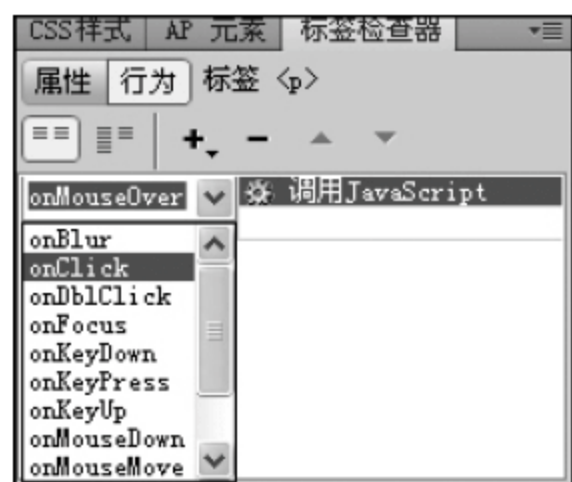 CSS样式 AP 元素 标签检查器
属性 行为 标签 <p>
onMouseOver 调用JavaScript
onBlur
onClick
onDblClick
onFocus
onKeyDown
onKeyPress
onKeyUp
onMouseDown
onMouseMove